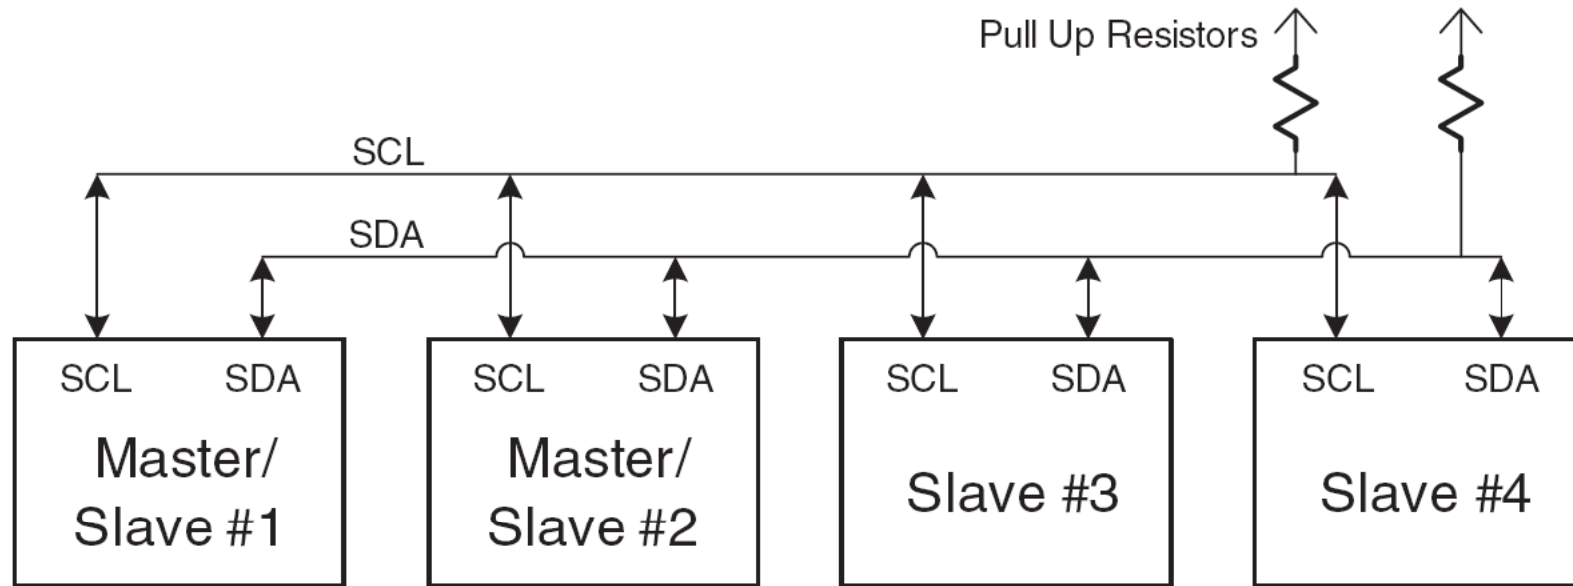 Pull Up Resistors
SCL
SDA
SCL SDA
Master/
Slave #1
SCL SDA
Master/
Slave #2
SCL SDA
Slave #3
SCL SDA
Slave #4